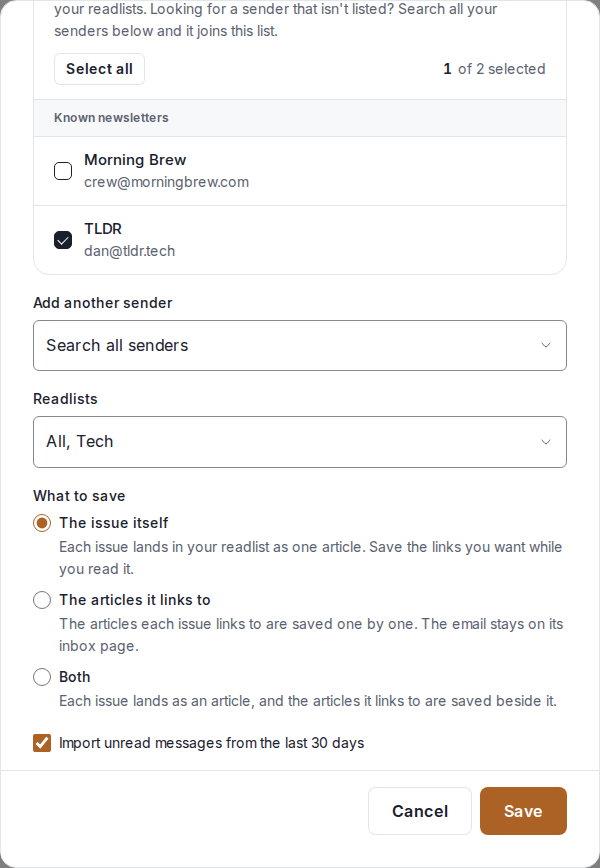 your readlists. Looking for a sender that isn't listed? Search all your
senders below and it joins this list.
Select all
1 of 2 selected
Known newsletters
Morning Brew
crew@morningbrew.com
TLDR
dan@tldr.tech
Add another sender
Search all senders
Readlists
All, Tech
What to save
The issue itself
Each issue lands in your readlist as one article. Save the links you want while
you read it.
The articles it links to
The articles each issue links to are saved one by one. The email stays on its
inbox page.
Both
Each issue lands as an article, and the articles it links to are saved beside it.
Import unread messages from the last 30 days
Cancel
Save